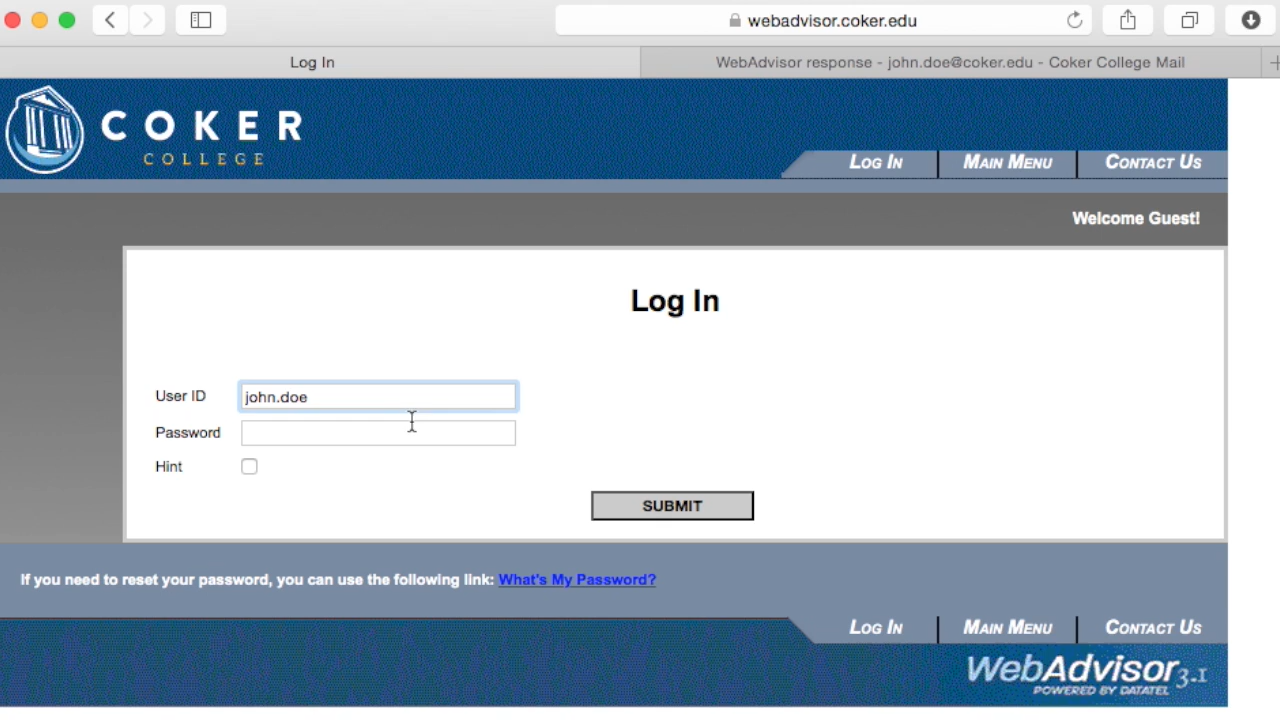 webadvisor.coker.edu
Log In
WebAdvisor response - john.doe@coker.edu - Coker College Mail
COKER
COLLEGE
LOG IN MAIN MENU CONTACT US
Welcome Guest!
Log In
User ID john.doe
Password
Hint
SUBMIT
If you need to reset your password, you can use the following link: What's My Password?
LOG IN MAIN MENU CONTACT US
WebAdvisor 3.1
POWERED BY DATATEL